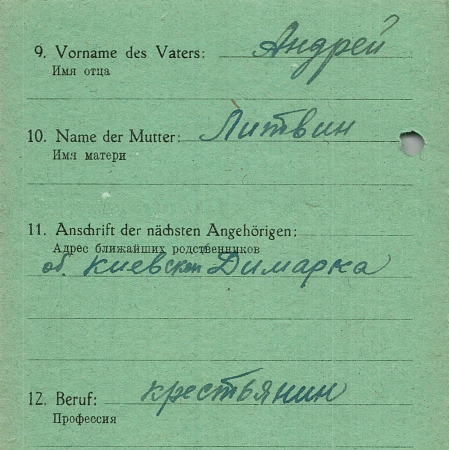 9. Vorname des Vaters: Андрей
Имя отца
10. Name der Mutter: Литвин
Имя матери
11. Anschrift der nächsten Angehörigen:
Адрес ближайших родственников
об. Киевская Димарка
12. Beruf: крестьянин
Профессия